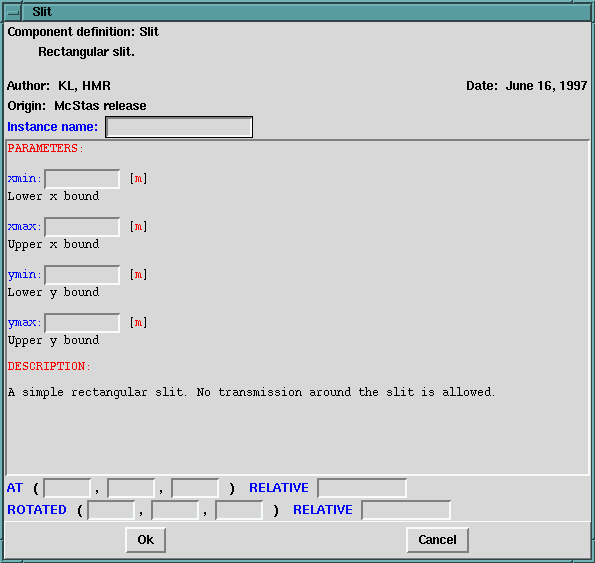 Slit
Component definition: Slit
Rectangular slit.
Author: KL, HMR Date: June 16, 1997
Origin: McStas release
Instance name:
PARAMETERS:
xmin: [m]
Lower x bound
xmax: [m]
Upper x bound
ymin: [m]
Lower y bound
ymax: [m]
Upper y bound
DESCRIPTION:
A simple rectangular slit. No transmission around the slit is allowed.
AT ( , , ) RELATIVE
ROTATED ( , , ) RELATIVE
Ok Cancel